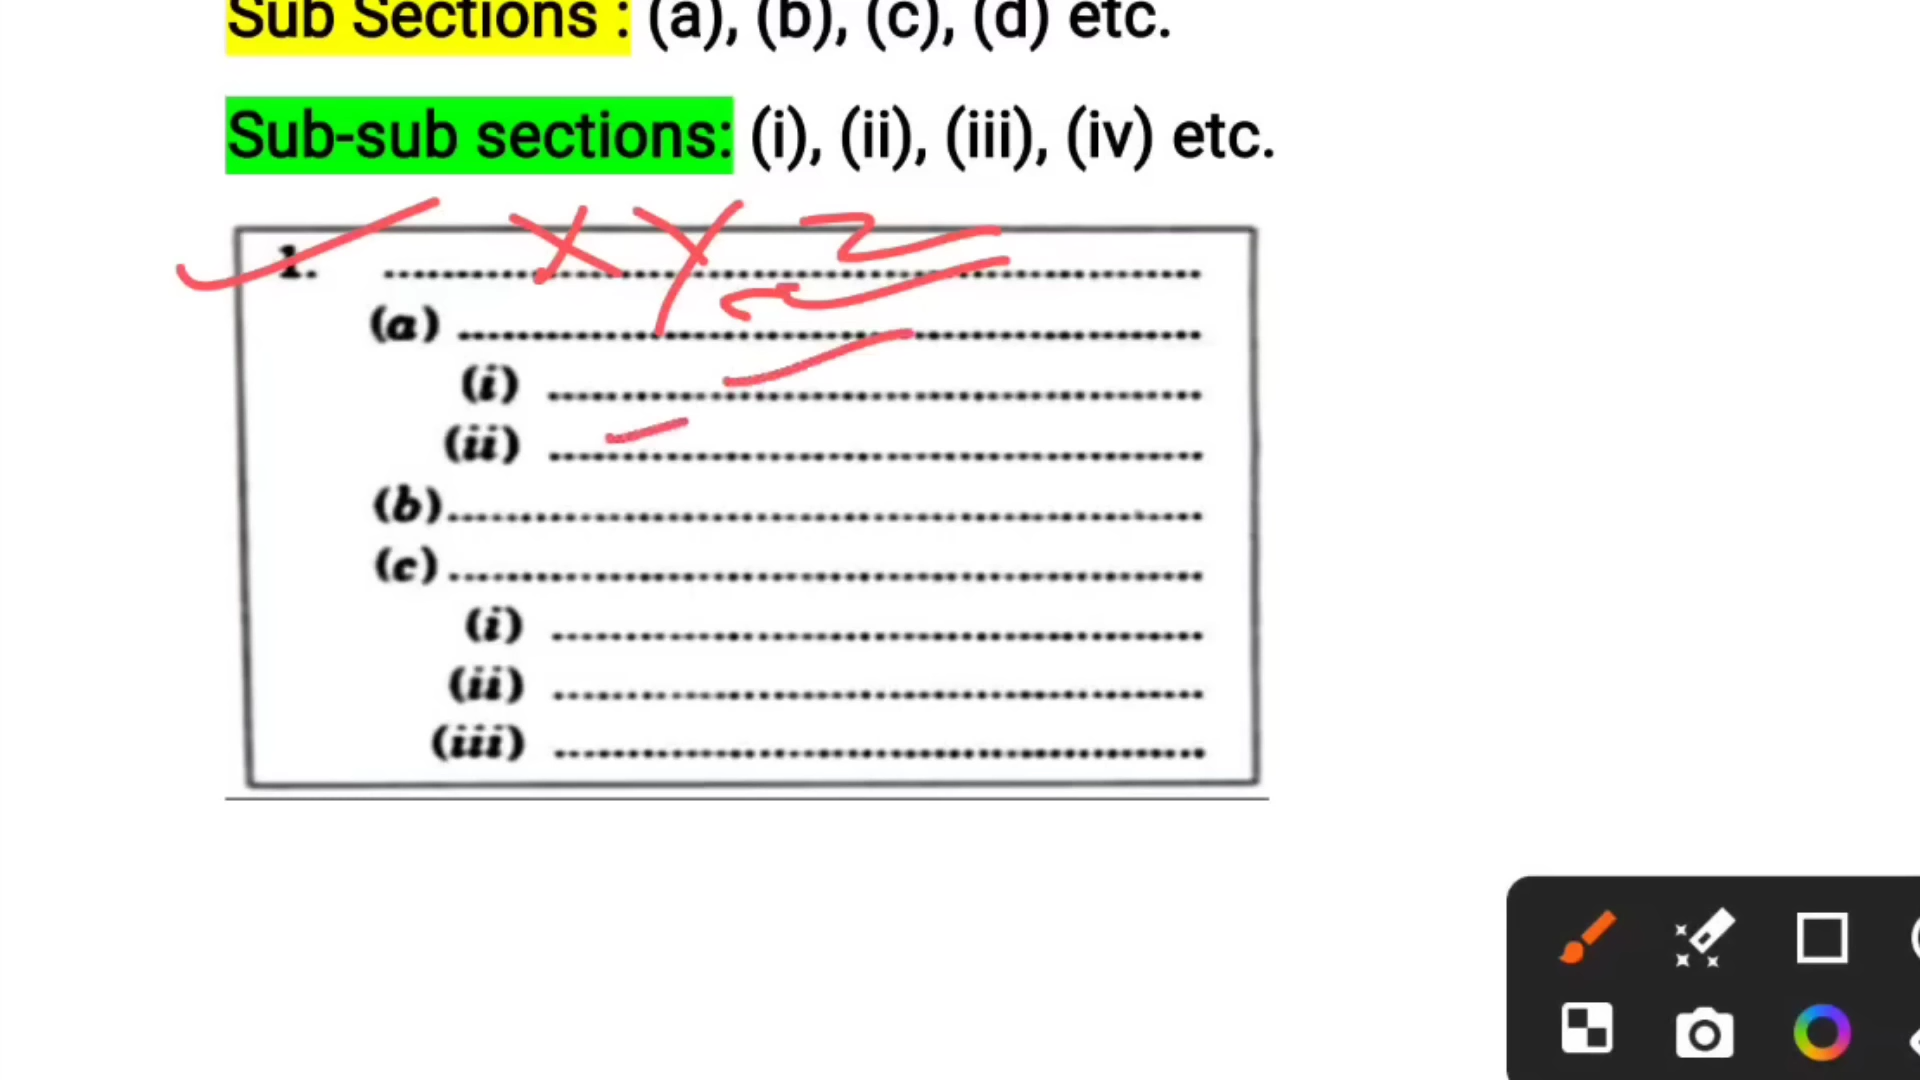 Sub Sections : (a), (b), (c), (d) etc.
Sub-sub sections: (i), (ii), (iii), (iv) etc.
X Y Z
1. ........................................
(a) ........................................
(i) ........................................
(ii) ........................................
(b) ........................................
(c) ........................................
(i) ........................................
(ii) ........................................
(iii) ........................................